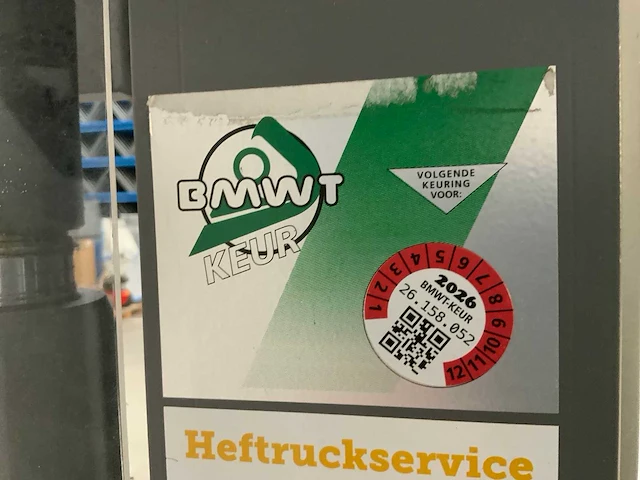 BMWT
KEUR
VOLGENDE
KEURING
VOOR:
1 2 3 4 5 6 7 8 9 10 11 12
2026
BMWT-KEUR
26.158.052
Heftruckservice